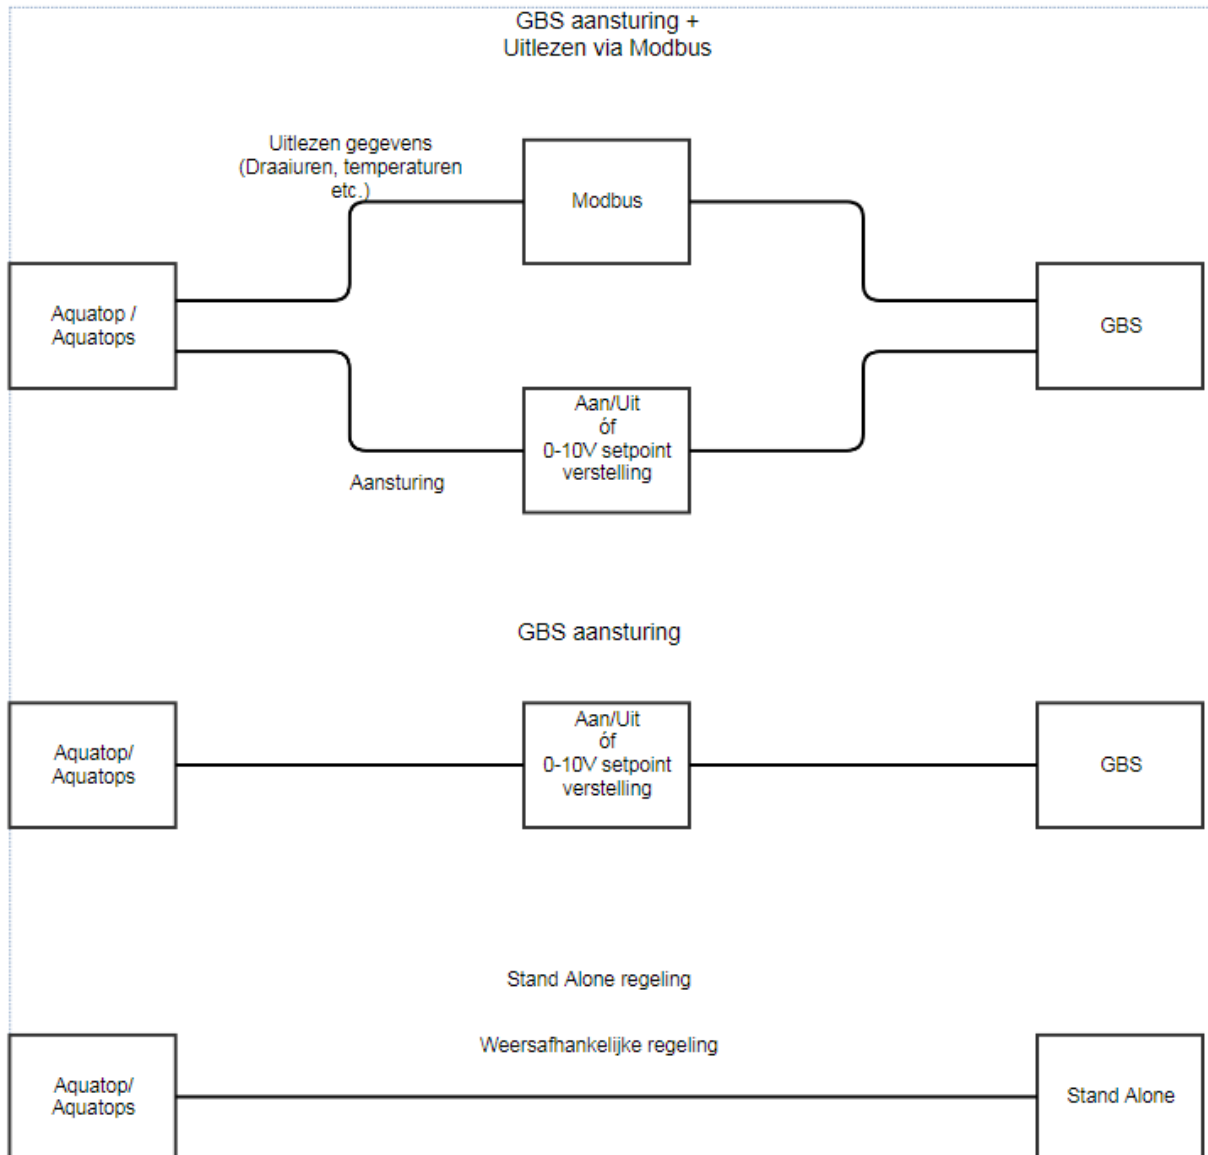 GBS aansturing +
Uitlezen via Modbus
Uitlezen gegevens
(Draaiuren, temperaturen
etc.)
Modbus
Aquatop /
Aquatops
GBS
Aan/Uit
óf
0-10V setpoint
verstelling
Aansturing
GBS aansturing
Aquatop/
Aquatops
Aan/Uit
óf
0-10V setpoint
verstelling
GBS
Stand Alone regeling
Weersafhankelijke regeling
Aquatop/
Aquatops
Stand Alone